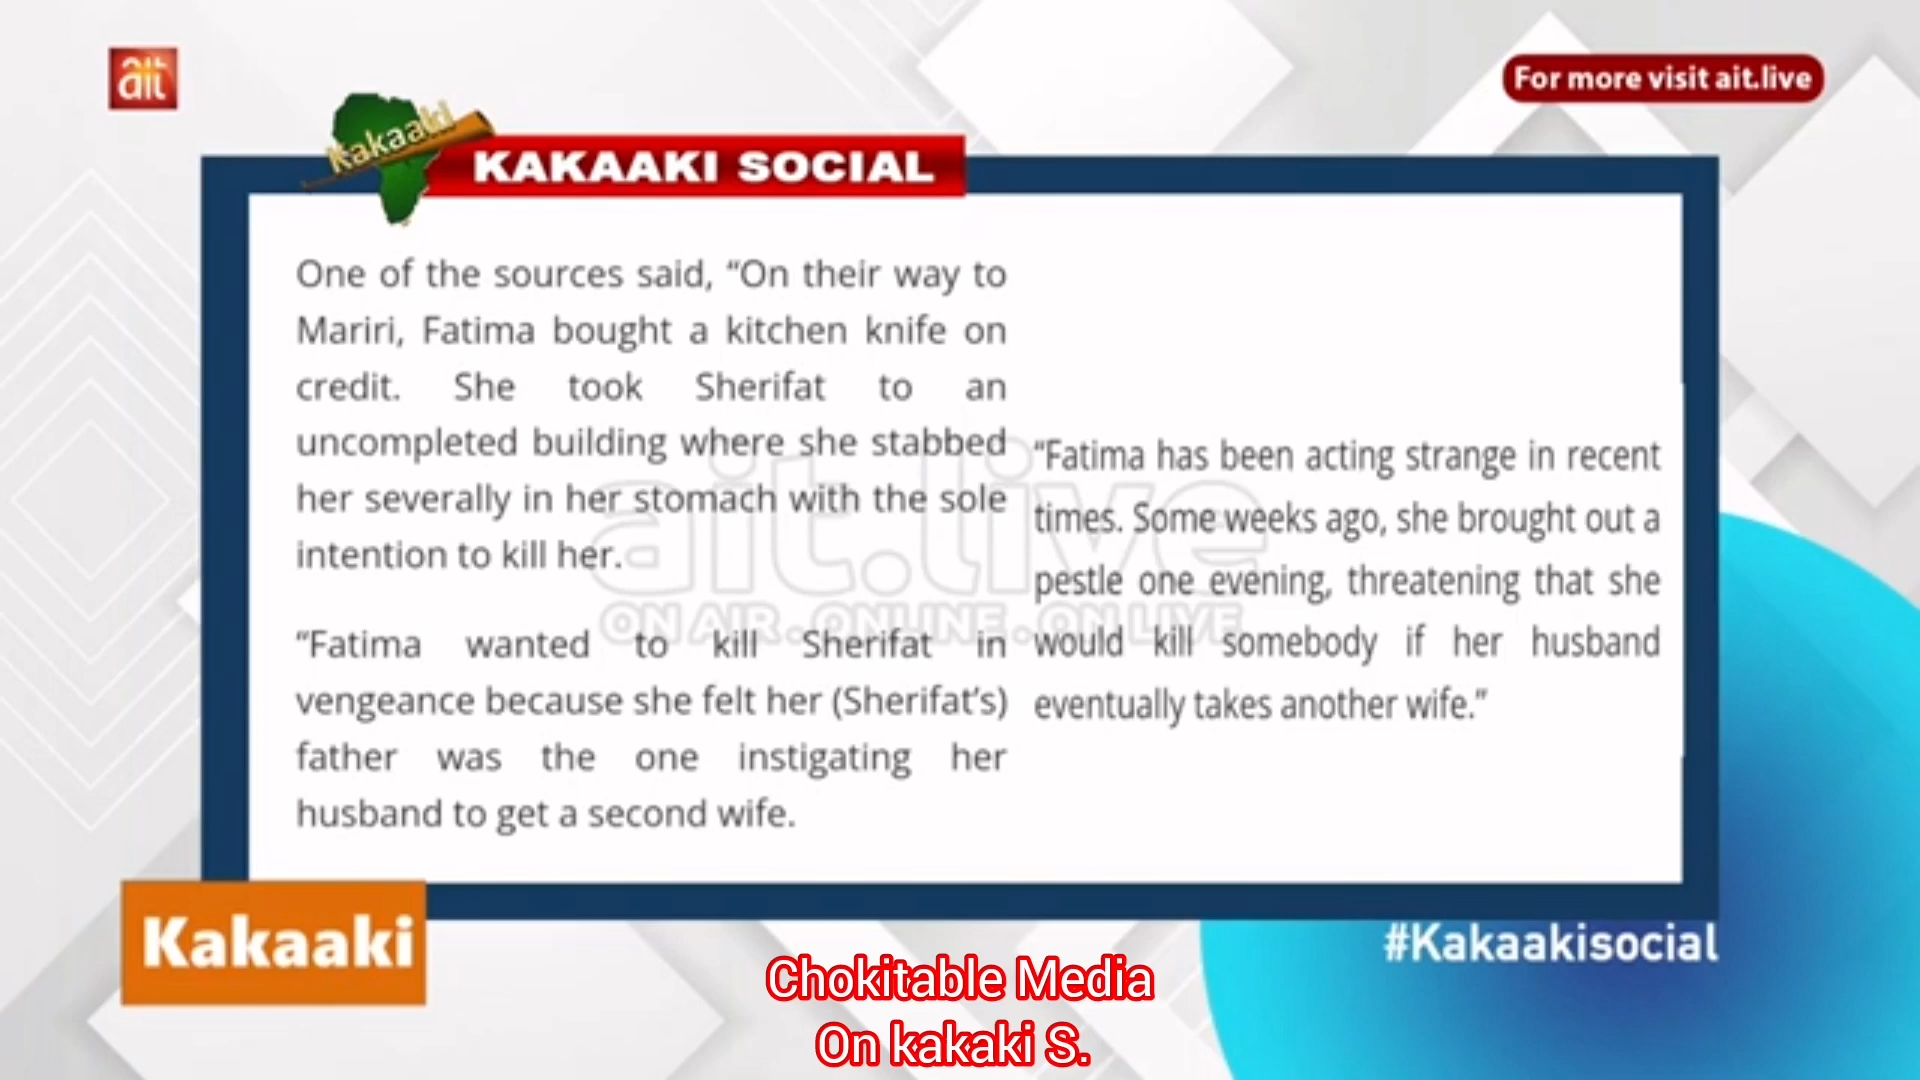 ait
For more visit ait.live
Kakaaki
KAKAAKI SOCIAL
One of the sources said, “On their way to
Mariri, Fatima bought a kitchen knife on
credit. She took Sherifat to an
uncompleted building where she stabbed
her severally in her stomach with the sole
intention to kill her.
“Fatima wanted to kill Sherifat in
vengeance because she felt her (Sherifat’s)
father was the one instigating her
husband to get a second wife.
“Fatima has been acting strange in recent
times. Some weeks ago, she brought out a
pestle one evening, threatening that she
would kill somebody if her husband
eventually takes another wife.”
ait.live
ON AIR . ONLINE . ON LIVE
Kakaaki
#Kakaakisocial
Chokitable Media
On kakaki S.